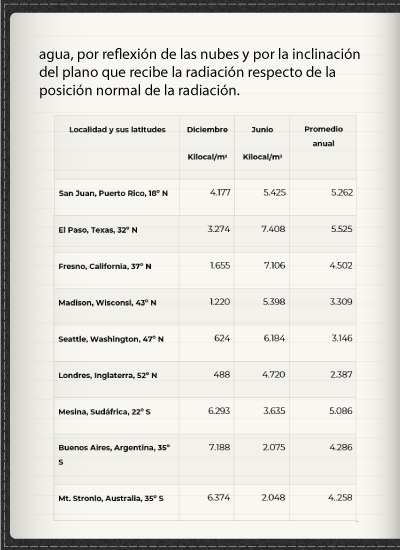 agua, por reflexión de las nubes y por la inclinación
del plano que recibe la radiación respecto de la
posición normal de la radiación.
Localidad y sus latitudes Diciembre Junio Promedio
anual
Kilocal/m² Kilocal/m²
San Juan, Puerto Rico, 18° N 4.177 5.425 5.262
El Paso, Texas, 32° N 3.274 7.408 5.525
Fresno, California, 37° N 1.655 7.106 4.502
Madison, Wisconsi, 43° N 1.220 5.398 3.309
Seattle, Washington, 47° N 624 6.184 3.146
Londres, Inglaterra, 52° N 488 4.720 2.387
Mesina, Sudáfrica, 22° S 6.293 3.635 5.086
Buenos Aires, Argentina, 35° 7.188 2.075 4.286
S
Mt. Stronlo, Australia, 35° S 6.374 2.048 4..258